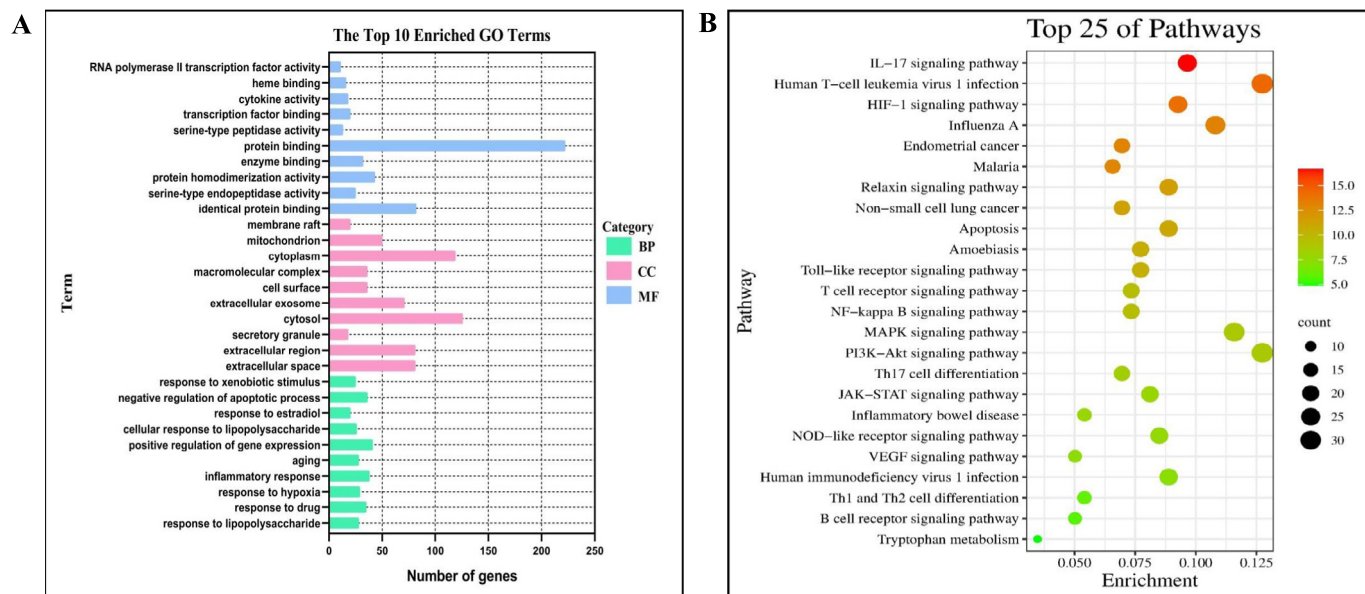 A
The Top 10 Enriched GO Terms
Term
RNA polymerase II transcription factor activity
heme binding
cytokine activity
transcription factor binding
serine-type peptidase activity
protein binding
enzyme binding
protein homodimerization activity
serine-type endopeptidase activity
identical protein binding
membrane raft
mitochondrion
cytoplasm
macromolecular complex
cell surface
extracellular exosome
cytosol
secretory granule
extracellular region
extracellular space
response to xenobiotic stimulus
negative regulation of apoptotic process
response to estradiol
cellular response to lipopolysaccharide
positive regulation of gene expression
aging
inflammatory response
response to hypoxia
response to drug
response to lipopolysaccharide
0 50 100 150 200 250
Number of genes
Category
BP
CC
MF
B
Top 25 of Pathways
Pathway
IL-17 signaling pathway
Human T-cell leukemia virus 1 infection
HIF-1 signaling pathway
Influenza A
Endometrial cancer
Malaria
Relaxin signaling pathway
Non-small cell lung cancer
Apoptosis
Amoebiasis
Toll-like receptor signaling pathway
T cell receptor signaling pathway
NF-kappa B signaling pathway
MAPK signaling pathway
PI3K-Akt signaling pathway
Th17 cell differentiation
JAK-STAT signaling pathway
Inflammatory bowel disease
NOD-like receptor signaling pathway
VEGF signaling pathway
Human immunodeficiency virus 1 infection
Th1 and Th2 cell differentiation
B cell receptor signaling pathway
Tryptophan metabolism
0.050 0.075 0.100 0.125
Enrichment
15.0
12.5
10.0
7.5
5.0
count
10
15
20
25
30